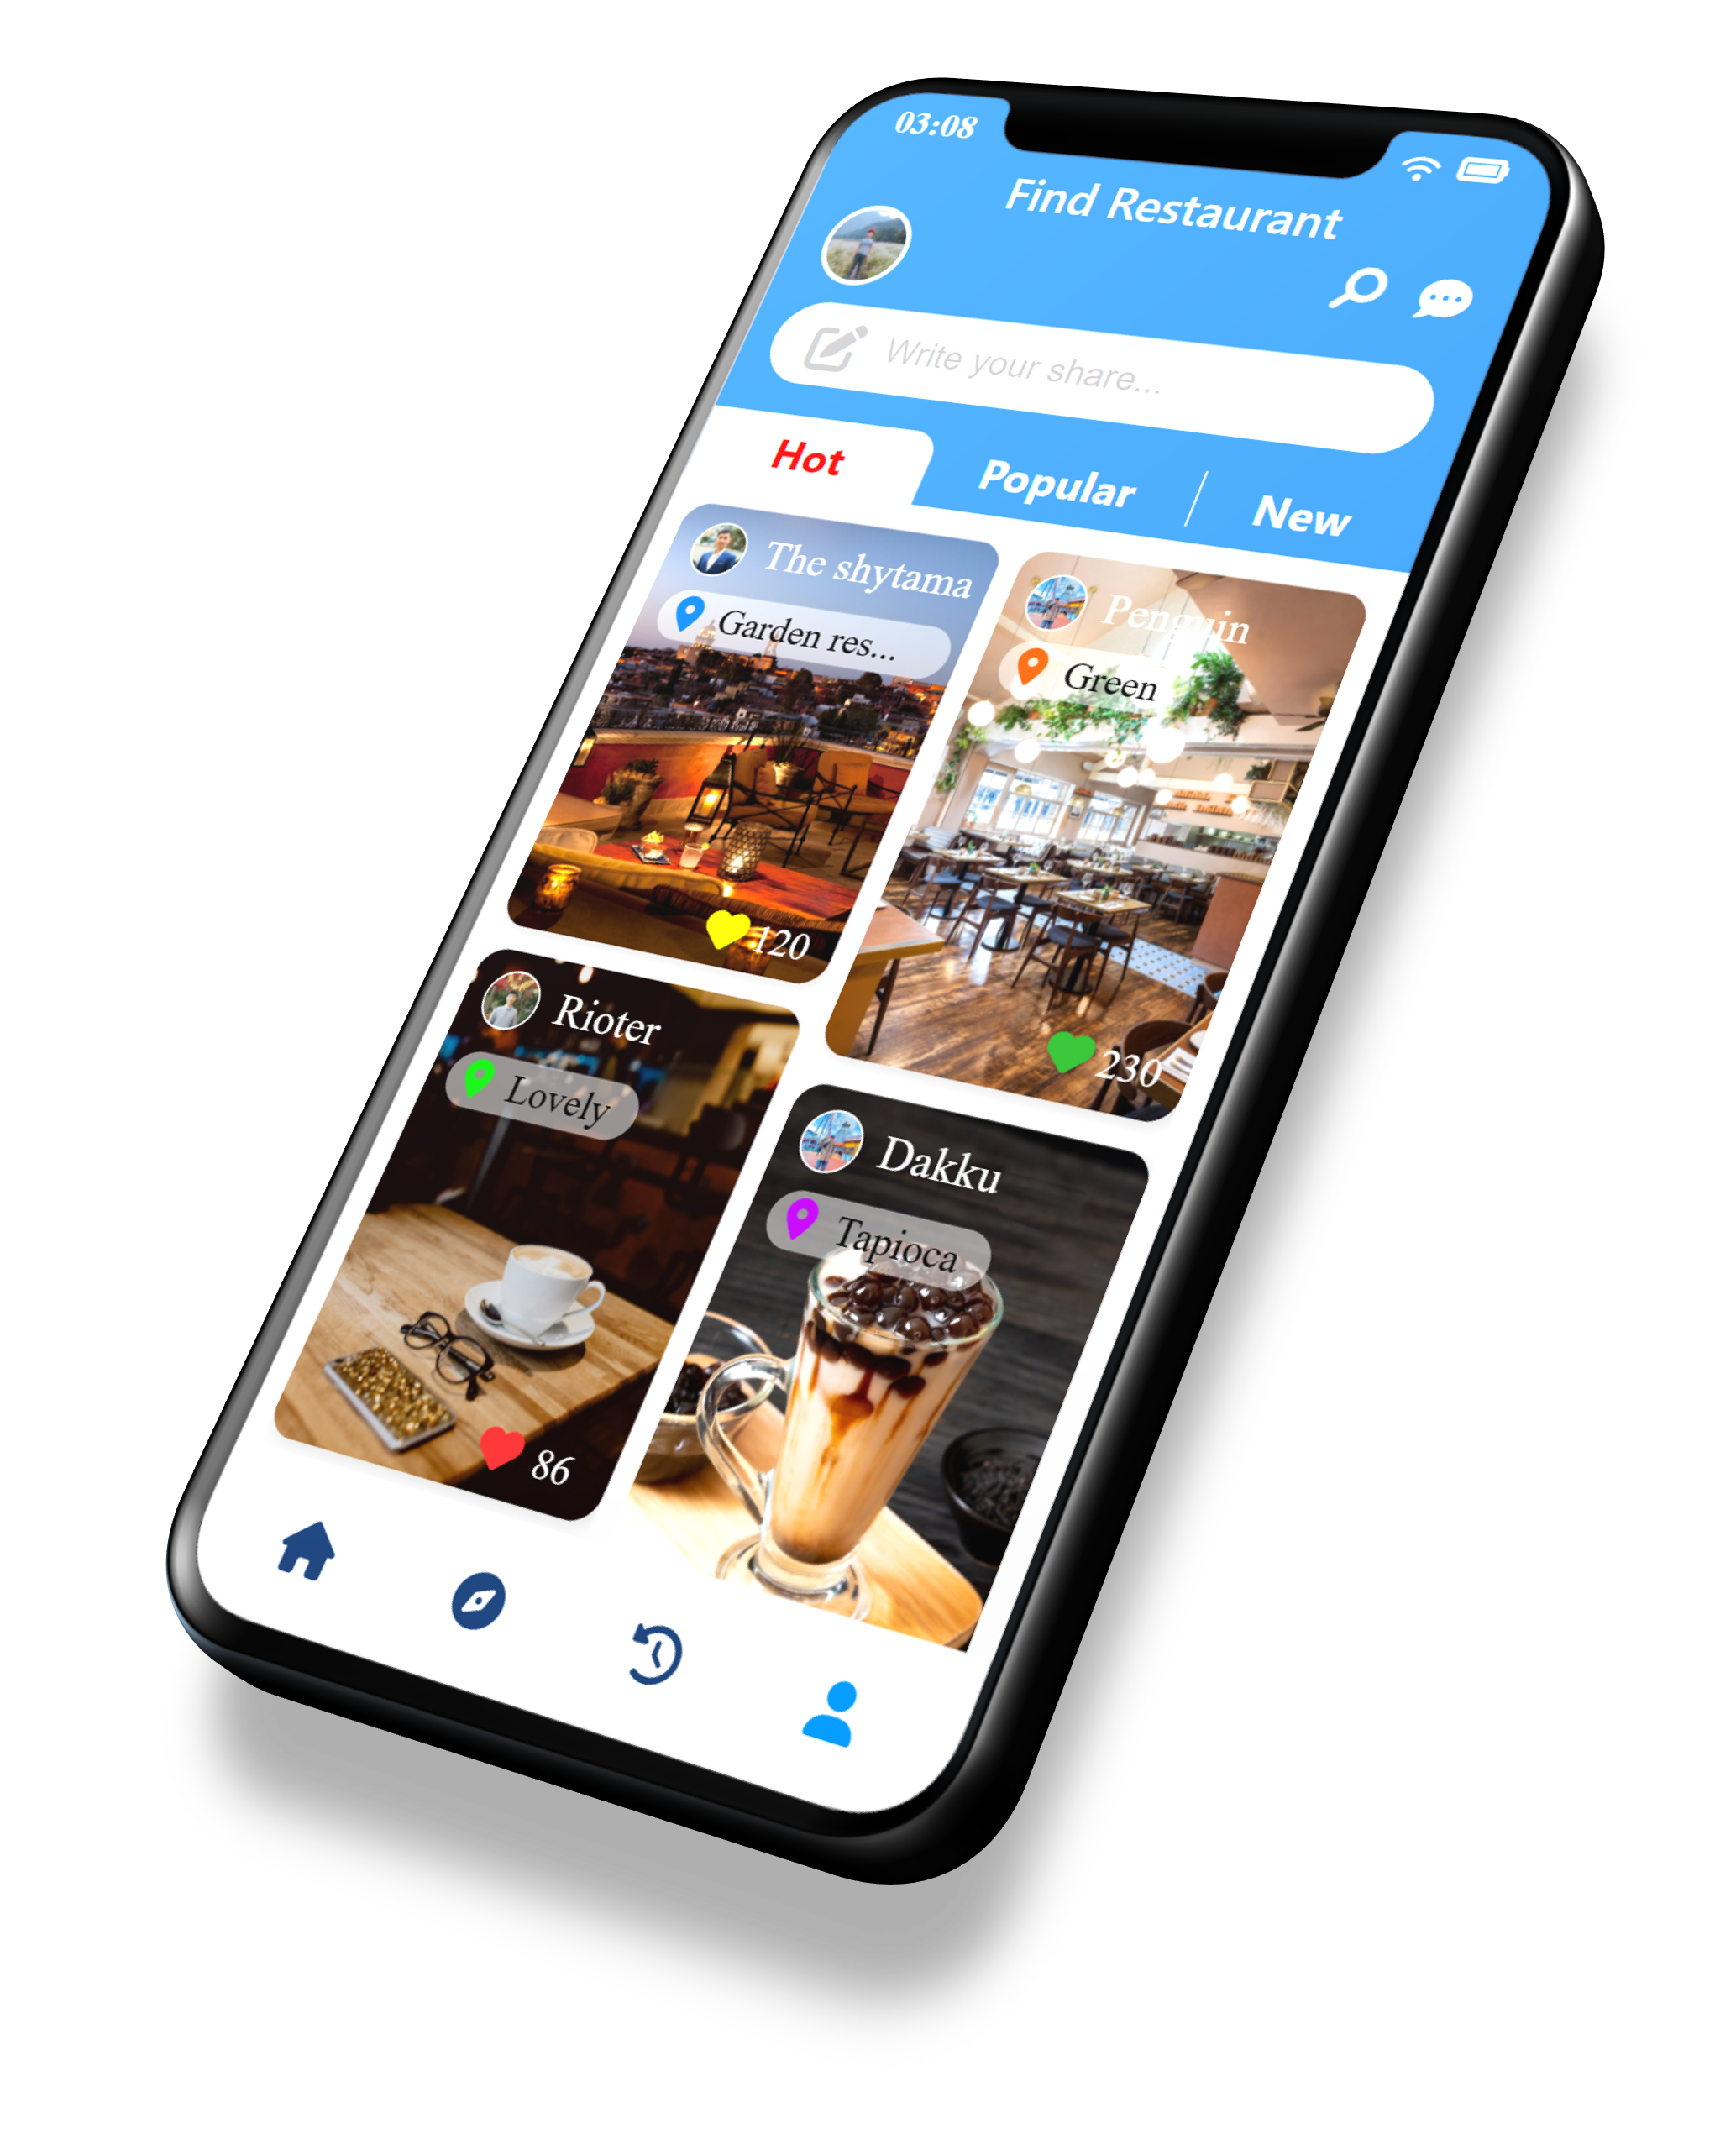 03:08
Find Restaurant
Write your share...
Hot
Popular
New
The shytama
Garden res...
120
Penguin
Green
230
Rioter
Lovely
86
Dakku
Tapioca